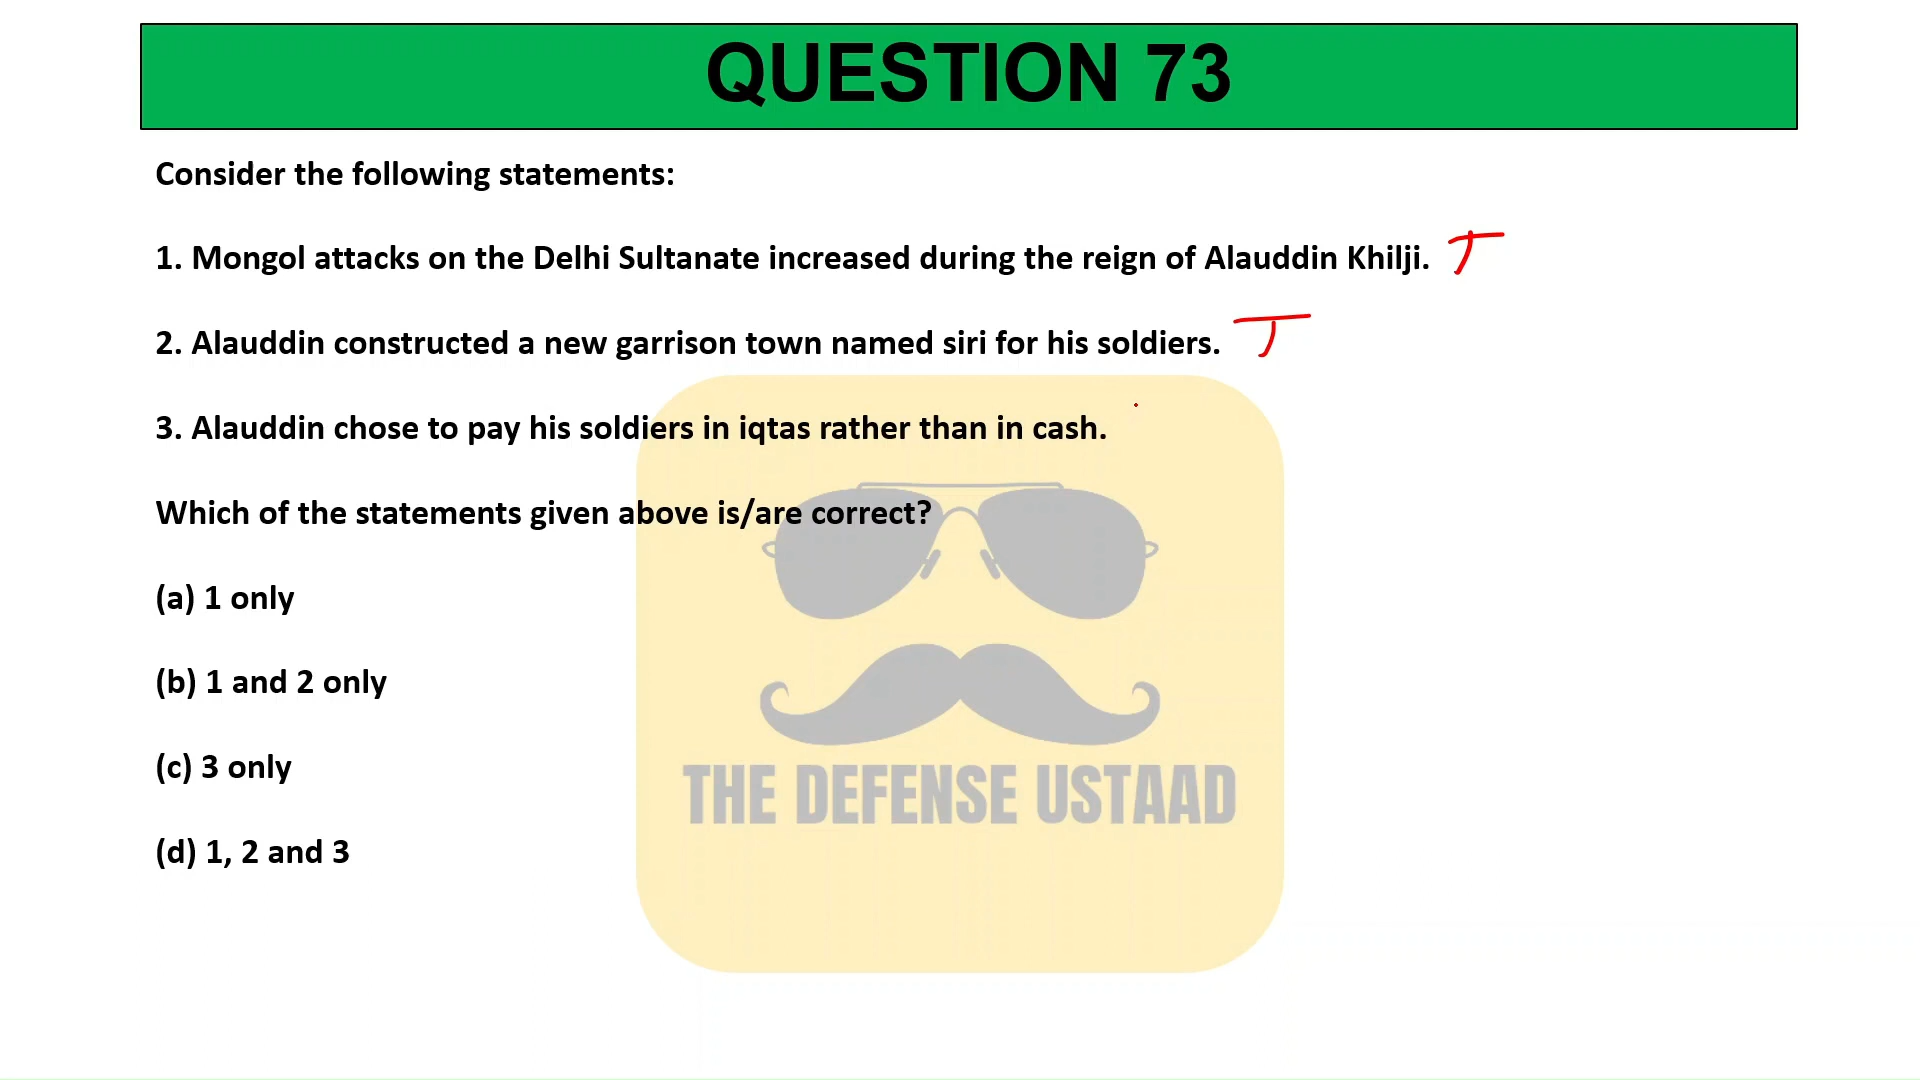 QUESTION 73
Consider the following statements:
1. Mongol attacks on the Delhi Sultanate increased during the reign of Alauddin Khilji. T
2. Alauddin constructed a new garrison town named siri for his soldiers. T
3. Alauddin chose to pay his soldiers in iqtas rather than in cash.
Which of the statements given above is/are correct?
(a) 1 only
(b) 1 and 2 only
(c) 3 only
THE DEFENSE USTAAD
(d) 1, 2 and 3